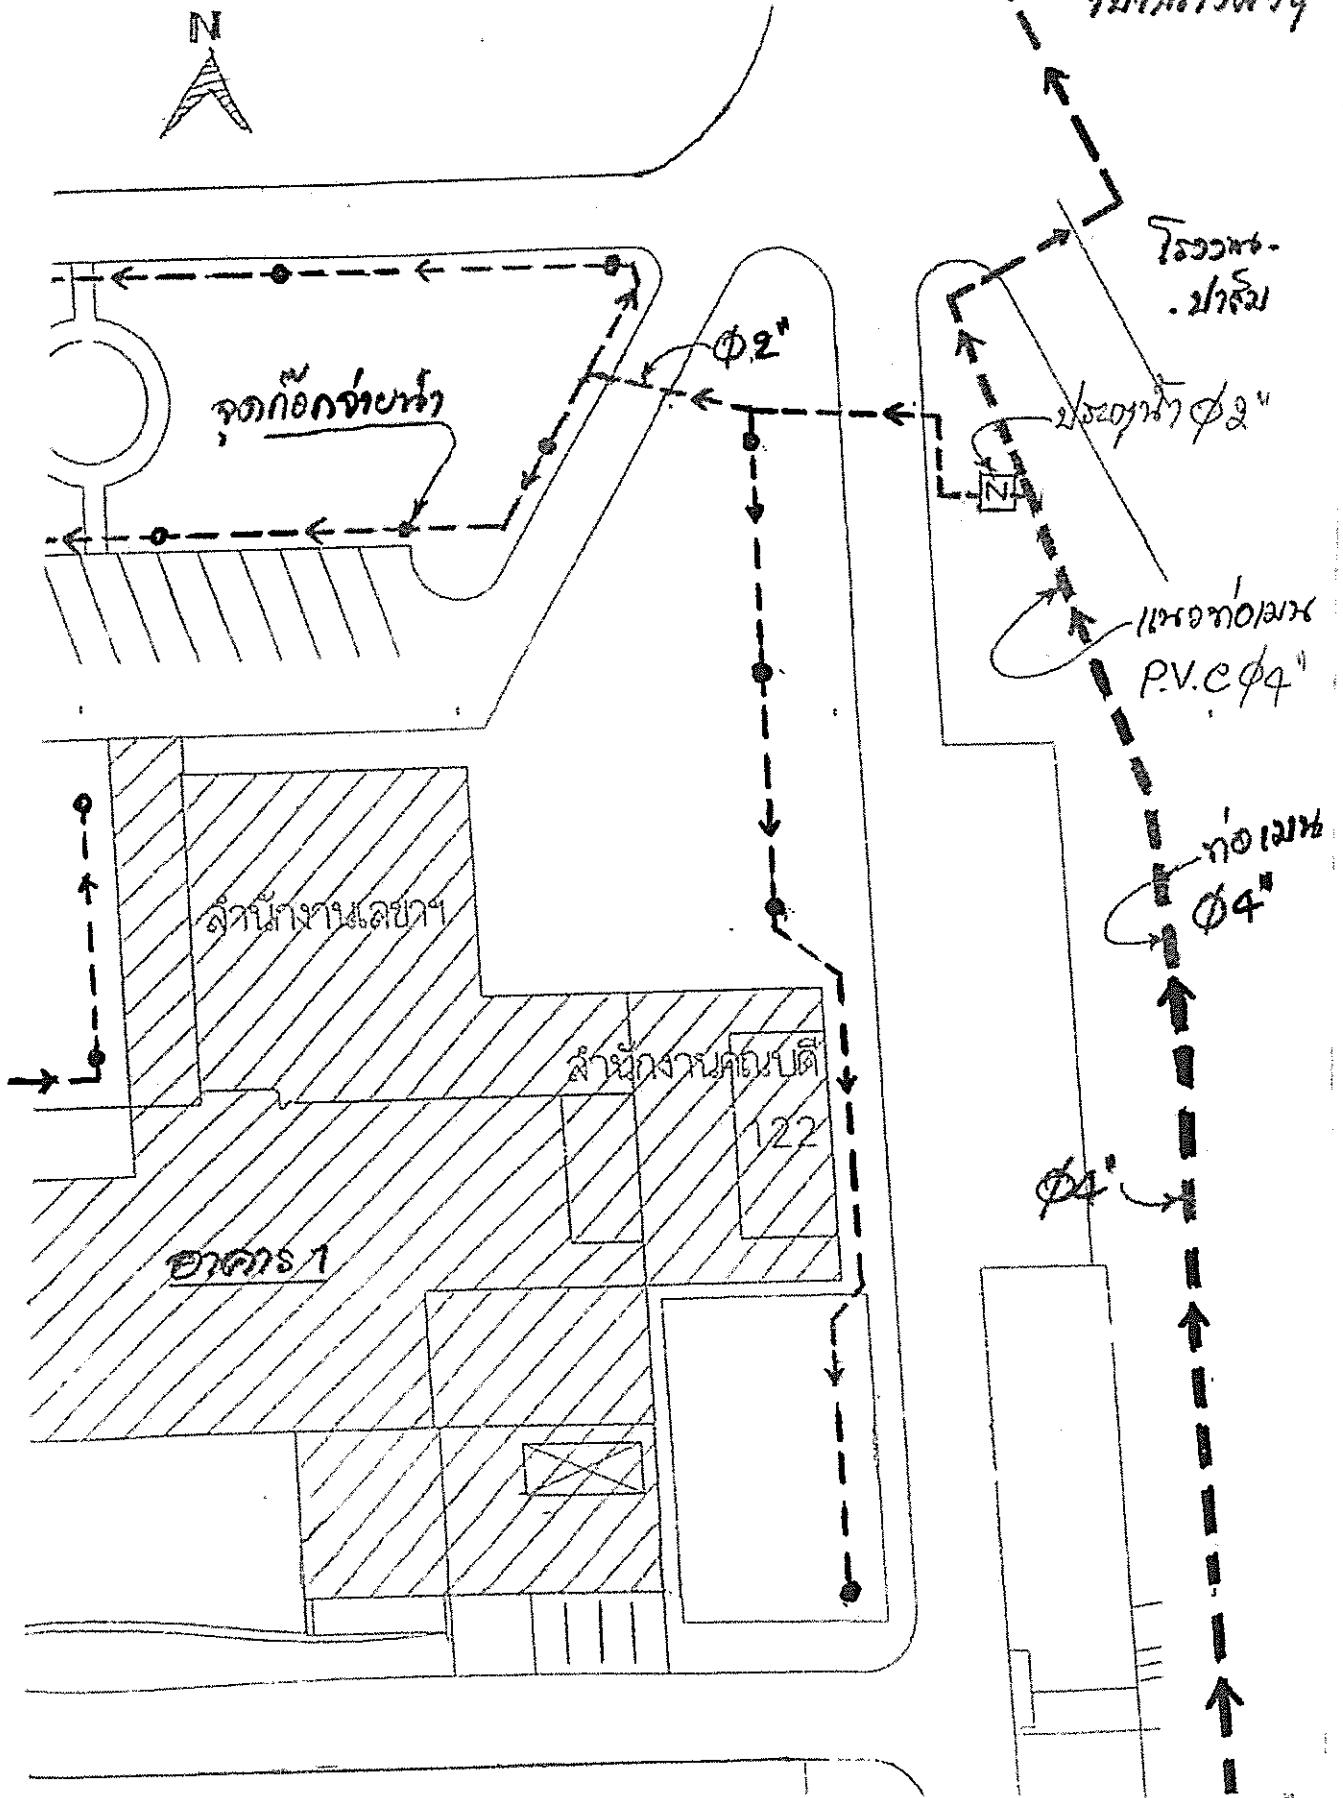 N
โรงงาน-
ปาล์ม
φ2"
จุดก๊อกจ่ายน้ำ
ประตูน้ำ φ2"
N
แนวท่อเมน
P.V.C φ4"
ท่อเมน
φ4"
สำนักงานเลขาฯ
สำนักงานคณบดี
122
φ4"
อาคาร 1